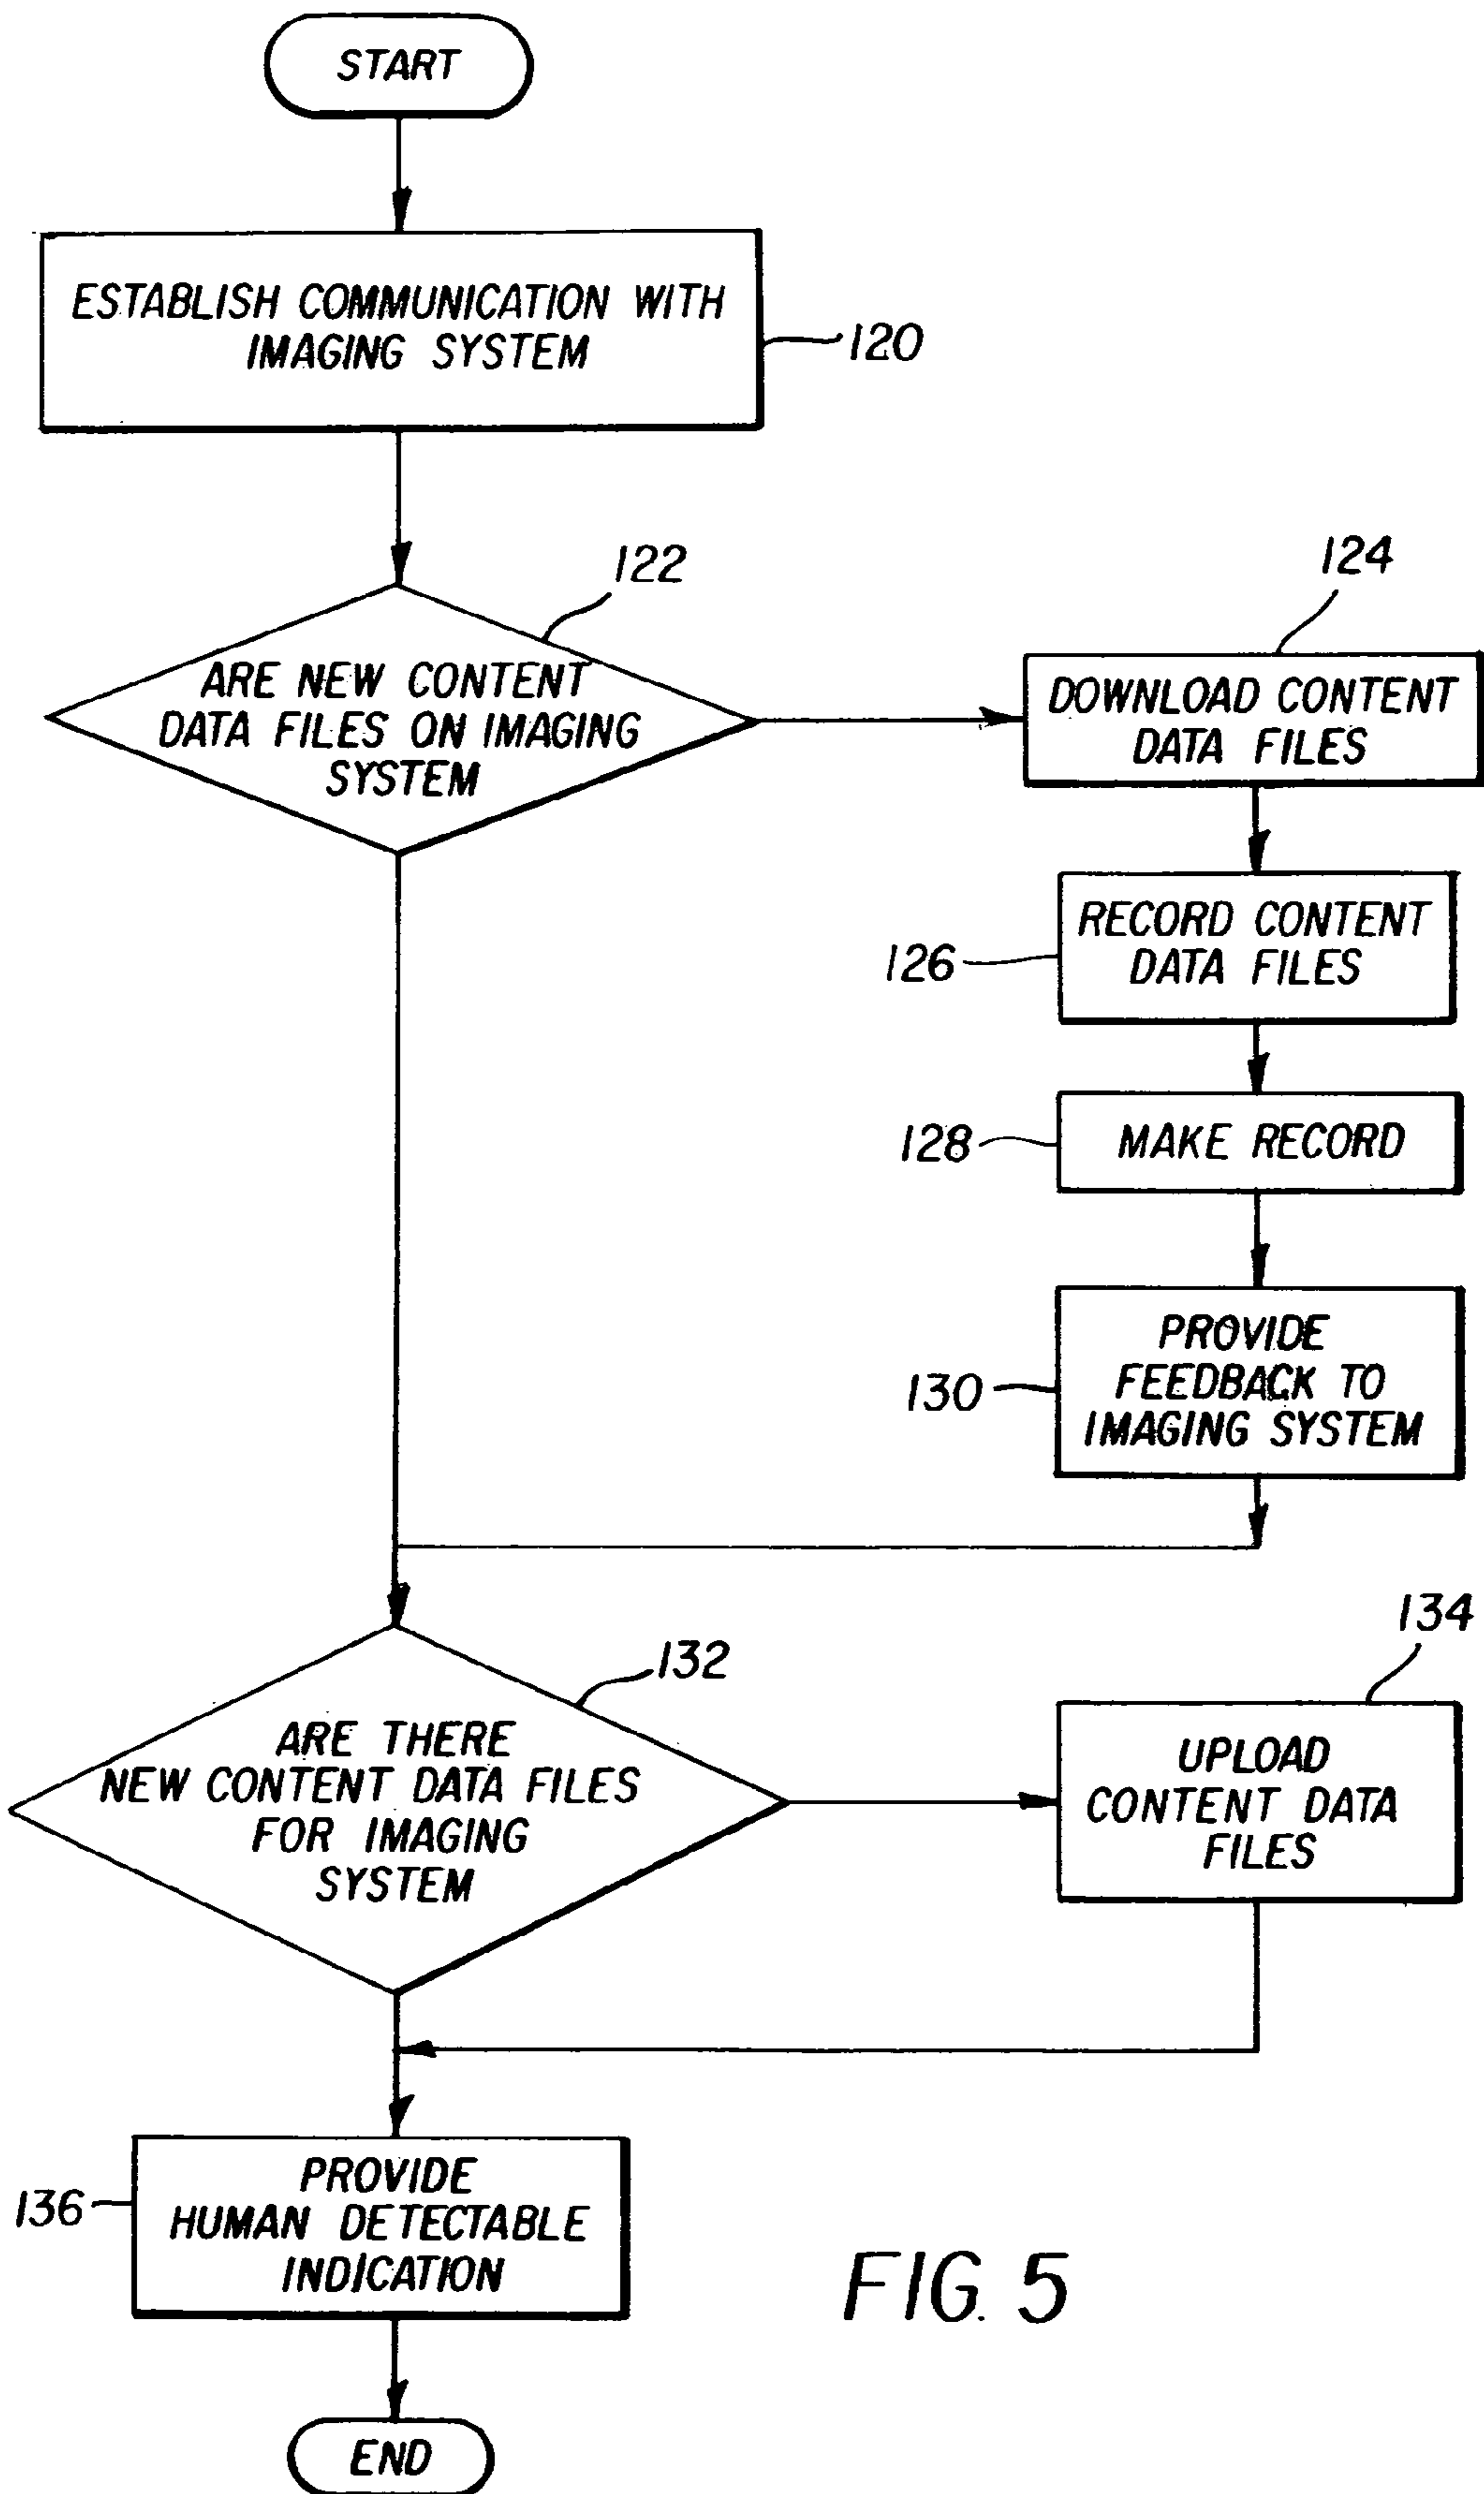 START
ESTABLISH COMMUNICATION WITH
IMAGING SYSTEM
120
122
ARE NEW CONTENT
DATA FILES ON IMAGING
SYSTEM
124
DOWNLOAD CONTENT
DATA FILES
126
RECORD CONTENT
DATA FILES
128
MAKE RECORD
130
PROVIDE
FEEDBACK TO
IMAGING SYSTEM
132
ARE THERE
NEW CONTENT DATA FILES
FOR IMAGING
SYSTEM
134
UPLOAD
CONTENT DATA
FILES
136
PROVIDE
HUMAN DETECTABLE
INDICATION
FIG. 5
END